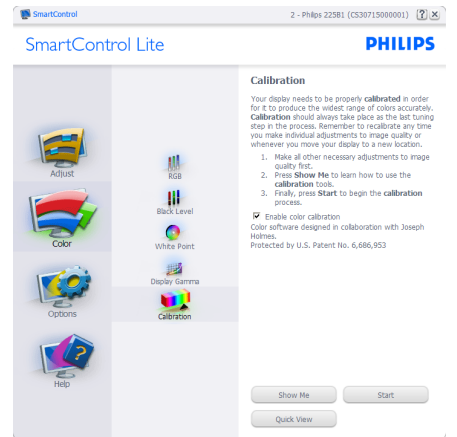 SmartControl
2 - Philips 225B1 (CS30715000001)
SmartControl Lite
PHILIPS
Adjust
Color
Options
Help
RGB
Black Level
White Point
Display Gamma
Calibration
Calibration
Your display needs to be properly calibrated in order
for it to produce the widest range of colors accurately.
Calibration should always take place as the last tuning
step in the process. Remember to recalibrate any time
you make individual adjustments to image quality or
whenever you move your display to a new location.
1. Make all other necessary adjustments to image
quality first.
2. Press Show Me to learn how to use the
calibration tools.
3. Finally, press Start to begin the calibration
process.
Enable color calibration
Color software designed in collaboration with Joseph
Holmes.
Protected by U.S. Patent No. 6,686,953
Show Me
Start
Quick View